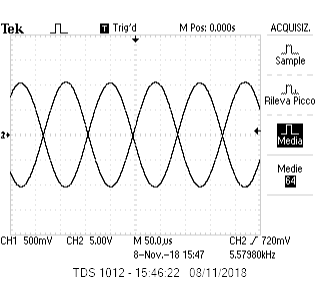 Tek T Trig'd M Pos: 0.000s ACQUISIZ.
Sample
Rileva Picco
2 Media
Medie
64
CH1 500mV CH2 5.00V M 50.0µs CH2 720mV
8-Nov.-18 15:47 5.57980kHz
TDS 1012 - 15:46:22 08/11/2018